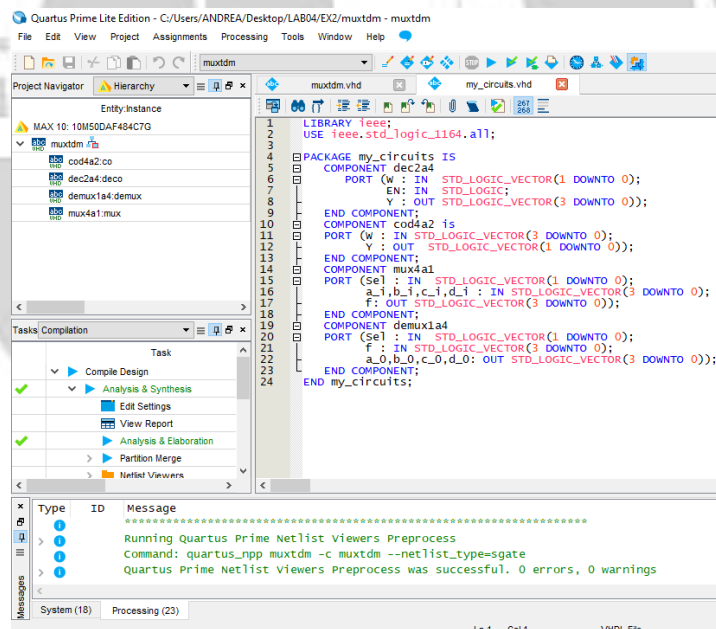 Quartus Prime Lite Edition - C:/Users/ANDREA/Desktop/LAB04/EX2/muxtdm - muxtdm
File Edit View Project Assignments Processing Tools Window Help
muxtdm
Project Navigator Hierarchy
muxtdm.vhd my_circuits.vhd
Entity:Instance
MAX 10: 10M50DAF484C7G
muxtdm
cod4a2:co
dec2a4:deco
demux1a4:demux
mux4a1:mux
267
268
1 LIBRARY ieee;
2 USE ieee.std_logic_1164.all;
3
4 PACKAGE my_circuits IS
5 COMPONENT dec2a4
6 PORT (W : IN STD_LOGIC_VECTOR(1 DOWNTO 0);
7 EN: IN STD_LOGIC;
8 Y : OUT STD_LOGIC_VECTOR(3 DOWNTO 0));
9 END COMPONENT;
10 COMPONENT cod4a2 is
11 PORT (W : IN STD_LOGIC_VECTOR(3 DOWNTO 0);
12 Y : OUT STD_LOGIC_VECTOR(1 DOWNTO 0));
13 END COMPONENT;
14 COMPONENT mux4a1
15 PORT (Sel : IN STD_LOGIC_VECTOR(1 DOWNTO 0);
16 a_i,b_i,c_i,d_i : IN STD_LOGIC_VECTOR(3 DOWNTO 0);
17 f: OUT STD_LOGIC_VECTOR(3 DOWNTO 0));
18 END COMPONENT;
19 COMPONENT demux1a4
20 PORT (Sel : IN STD_LOGIC_VECTOR(1 DOWNTO 0);
21 f : IN STD_LOGIC_VECTOR(3 DOWNTO 0);
22 a_0,b_0,c_0,d_0: OUT STD_LOGIC_VECTOR(3 DOWNTO 0));
23 END COMPONENT;
24 END my_circuits;
Tasks Compilation
Task
Compile Design
Analysis & Synthesis
Edit Settings
View Report
Analysis & Elaboration
Partition Merge
Netlist Viewers
Type ID Message
*******************************************************************
Running Quartus Prime Netlist Viewers Preprocess
Command: quartus_npp muxtdm -c muxtdm --netlist_type=sgate
Quartus Prime Netlist Viewers Preprocess was successful. 0 errors, 0 warnings
Messages
System (18) Processing (23)
Ln 1 Col 1 VHDL File